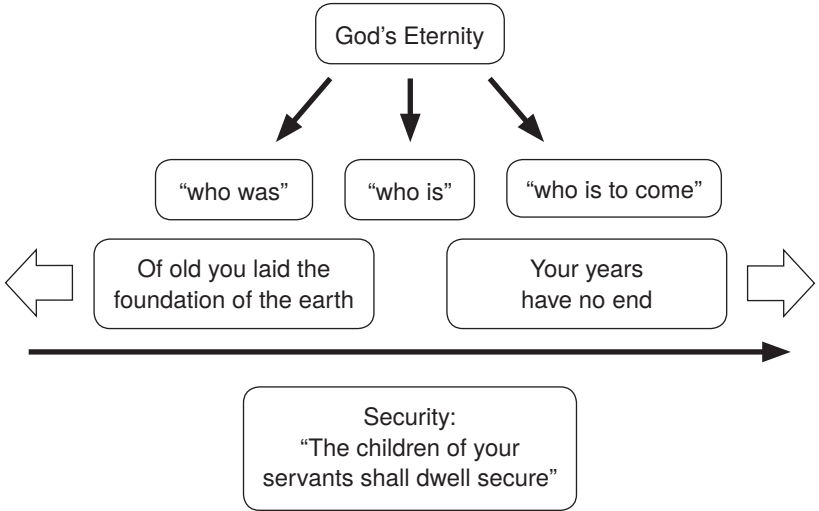 God’s Eternity
“who was”
“who is”
“who is to come”
Of old you laid the
foundation of the earth
Your years
have no end
Security:
“The children of your
servants shall dwell secure”